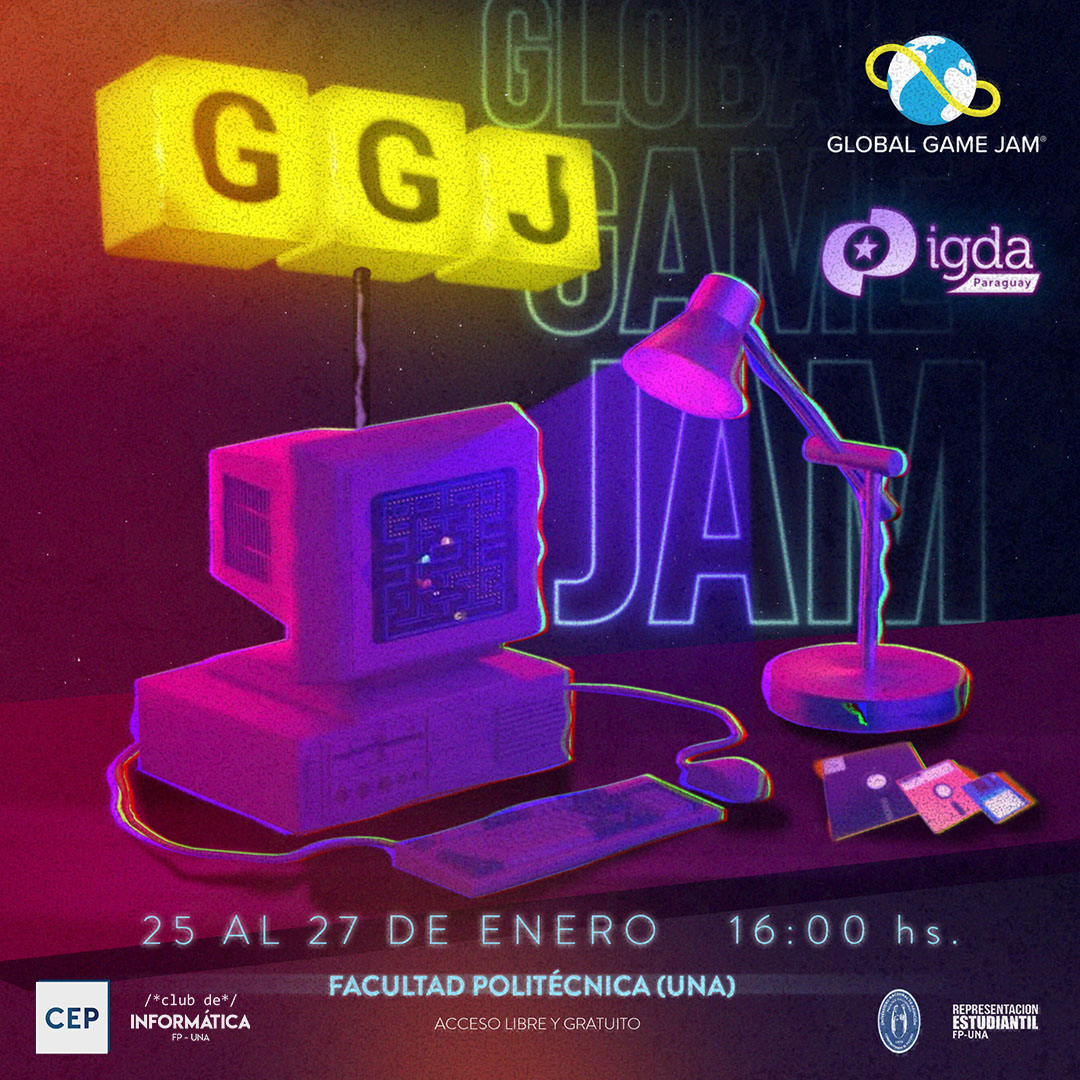 GLOBAL
GAME
JAM
G G J
GLOBAL GAME JAM®
igda
Paraguay
25 AL 27 DE ENERO 16:00 hs.
FACULTAD POLITÉCNICA (UNA)
ACCESO LIBRE Y GRATUITO
CEP
/*club de*/
INFORMÁTICA
FP - UNA
REPRESENTACION
ESTUDIANTIL
FP-UNA